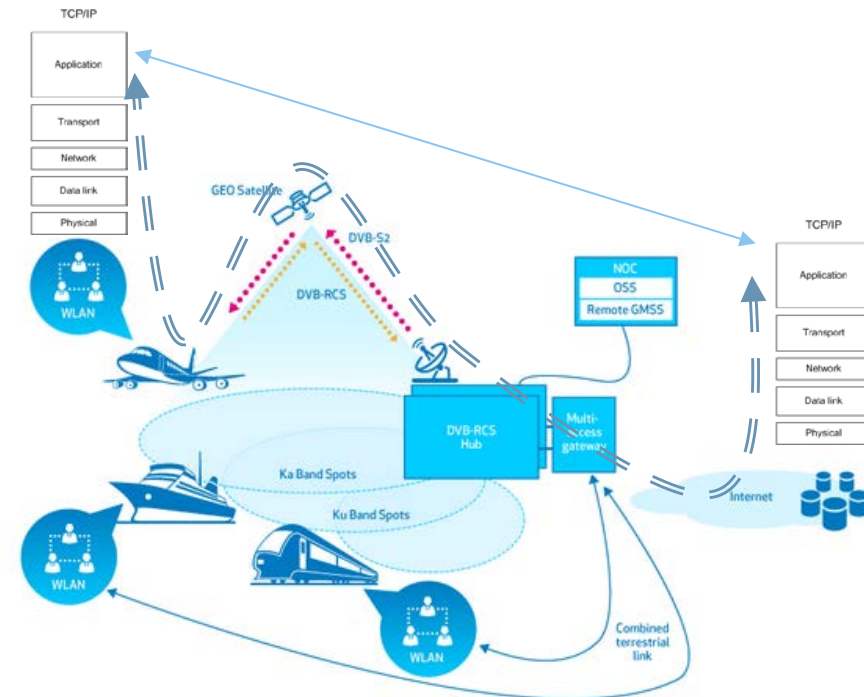 TCP/IP
Application
Transport
Network
Data link
Physical
WLAN
GEO Satellite
DVB-S2
DVB-RCS
NOC
OSS
Remote GMSS
TCP/IP
Application
Transport
Network
Data link
Physical
DVB-RCS
Hub
Multi-
access
gateway
Internet
Ka Band Spots
Ku Band Spots
WLAN
WLAN
Combined
terrestrial
link